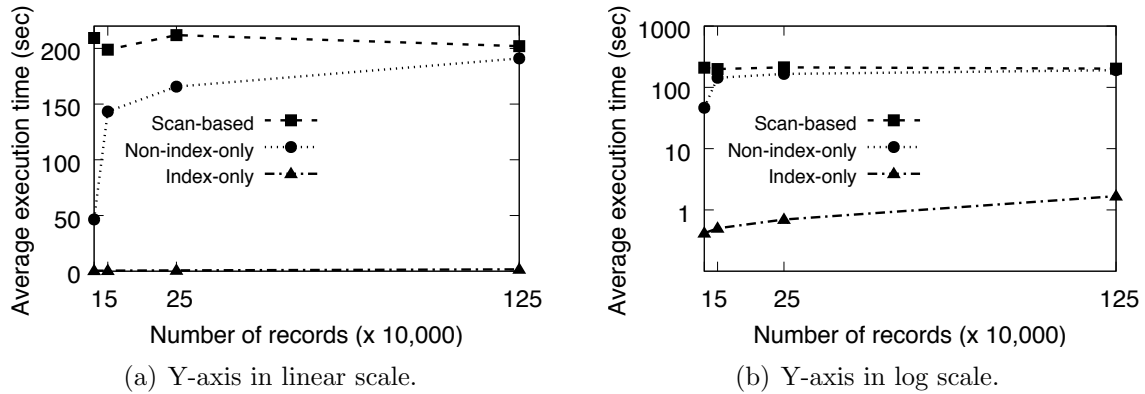 Average execution time (sec)
200
150
100
50
0
Scan-based
Non-index-only
Index-only
15 25 125
Number of records (x 10,000)
(a) Y-axis in linear scale.
Average execution time (sec)
1000
100
10
1
Scan-based
Non-index-only
Index-only
15 25 125
Number of records (x 10,000)
(b) Y-axis in log scale.